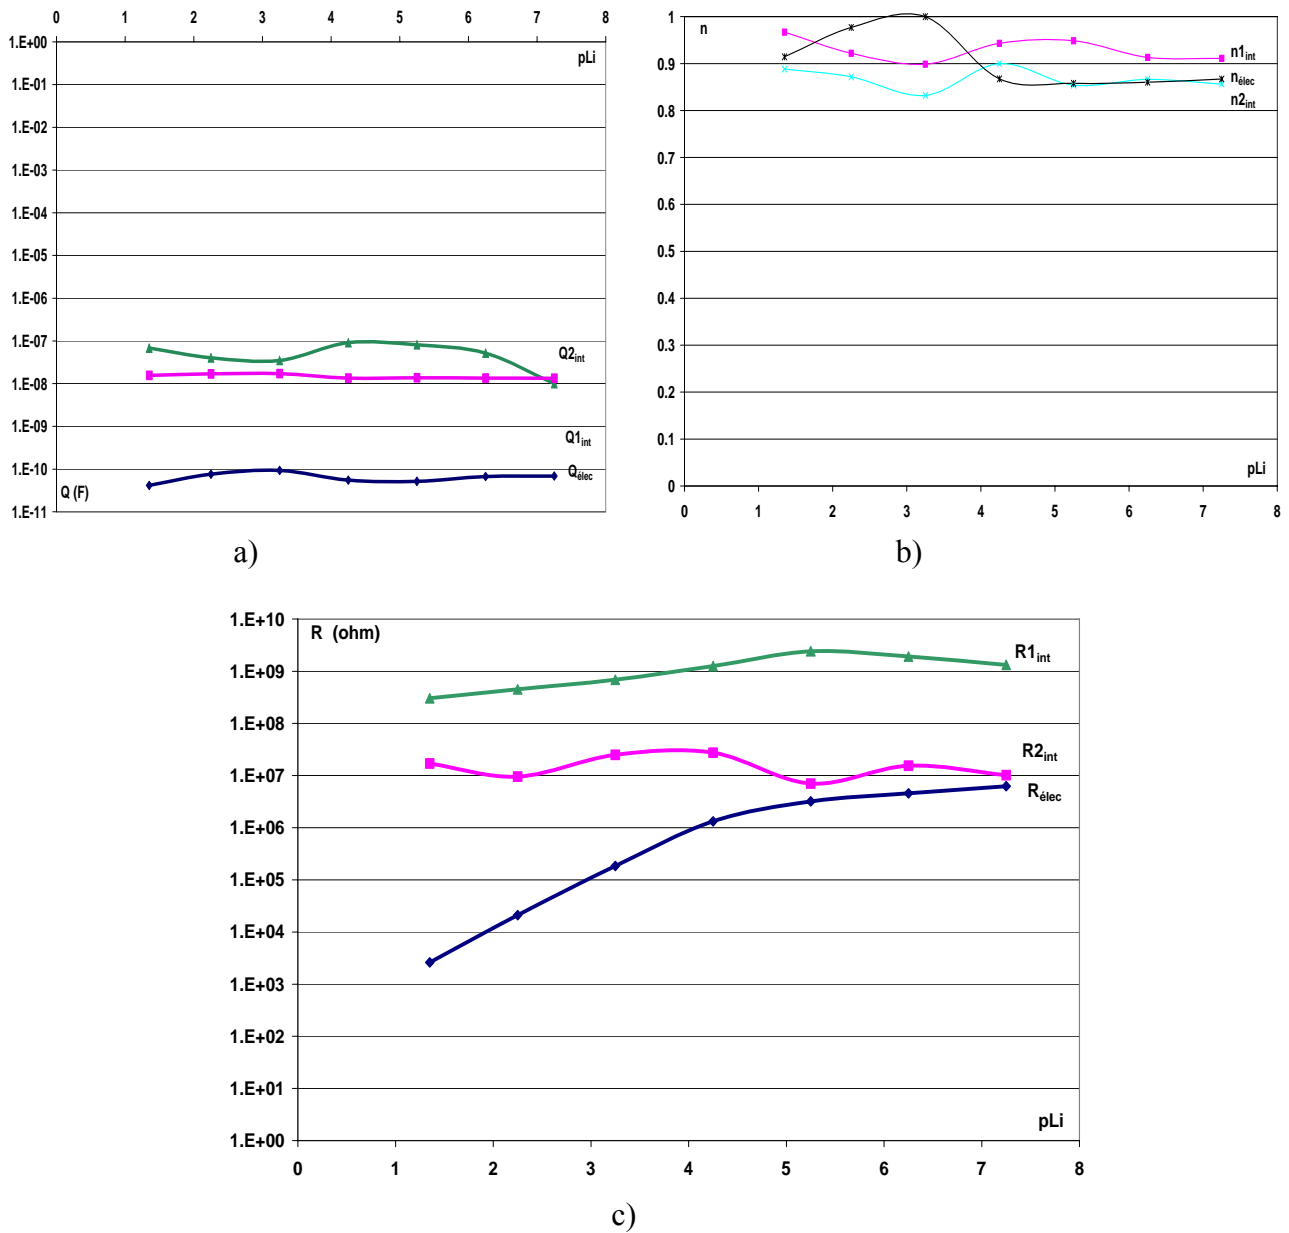 0 1 2 3 4 5 6 7 8
pLi
1.E+00
1.E-01
1.E-02
1.E-03
1.E-04
1.E-05
1.E-06
1.E-07
1.E-08
1.E-09
1.E-10
1.E-11
Q2int
Q1int
Qélec
Q (F)
a)
n
1
0.9
0.8
0.7
0.6
0.5
0.4
0.3
0.2
0.1
0
n1int
nélec
n2int
pLi
0 1 2 3 4 5 6 7 8
b)
R (ohm)
1.E+10
1.E+09
1.E+08
1.E+07
1.E+06
1.E+05
1.E+04
1.E+03
1.E+02
1.E+01
1.E+00
R1int
R2int
Rélec
pLi
0 1 2 3 4 5 6 7 8
c)